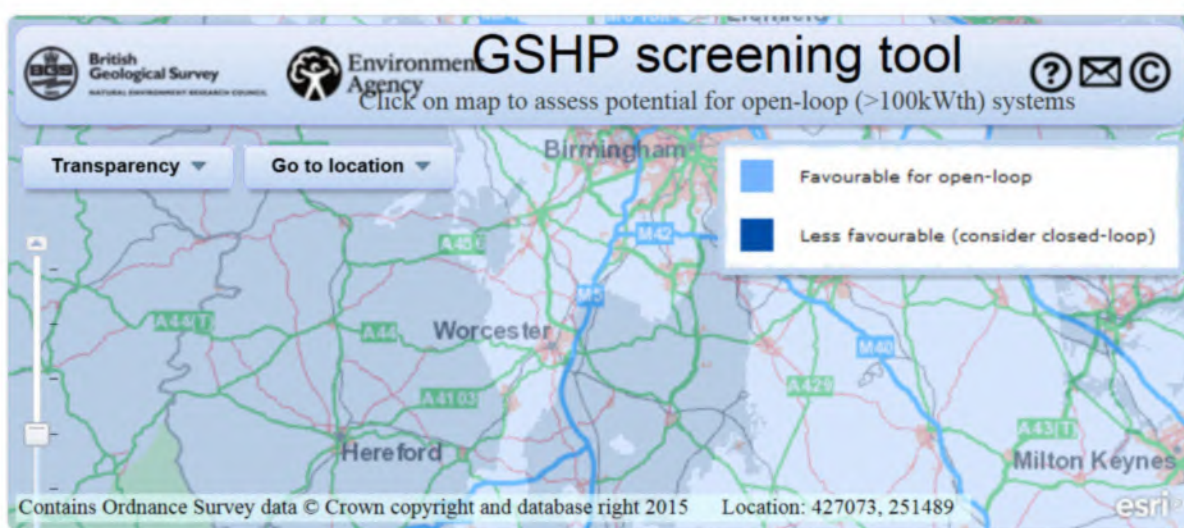 British
Geological Survey
NATURAL ENVIRONMENT RESEARCH COUNCIL
BGS
Environment
Agency
GSHP screening tool
Click on map to assess potential for open-loop (>100kWth) systems
Transparency
Go to location
Birmingham
Favourable for open-loop
Less favourable (consider closed-loop)
M42
M5
A44(T)
A44
Worcester
M40
A4103
A429
A43(T)
Hereford
Milton Keynes
Contains Ordnance Survey data © Crown copyright and database right 2015
Location: 427073, 251489
esri